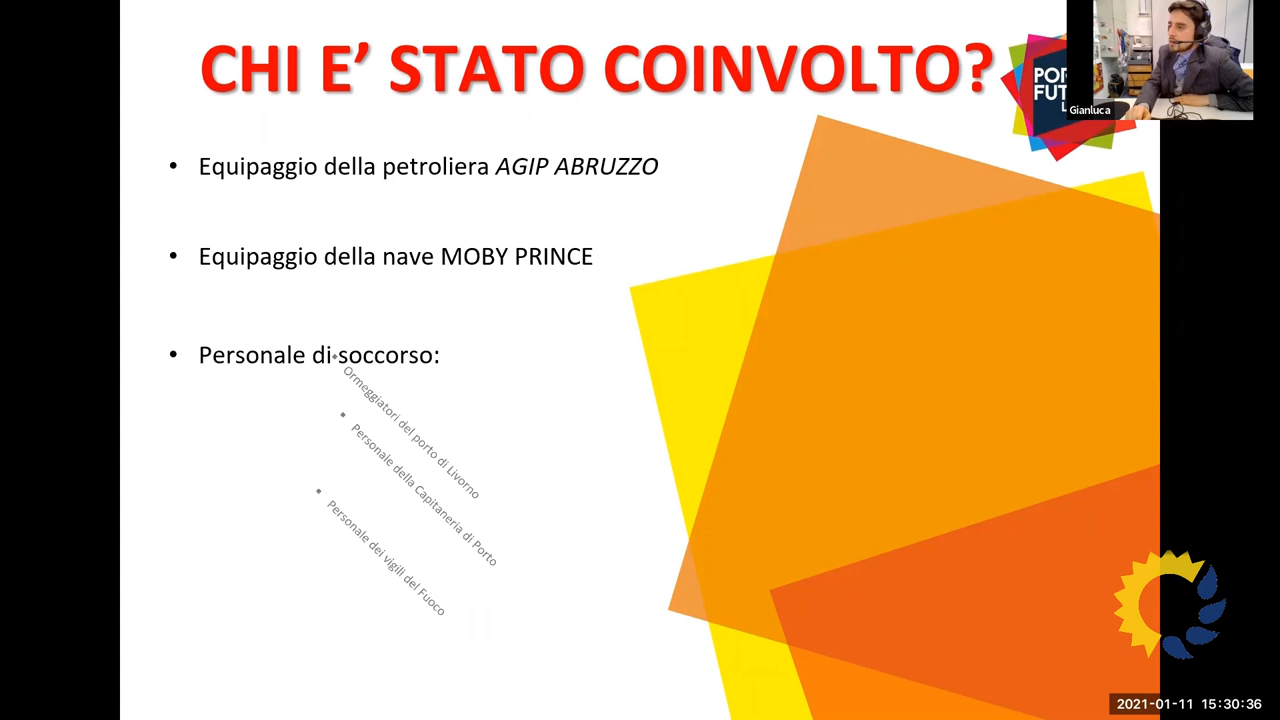 CHI E’ STATO COINVOLTO?
• Equipaggio della petroliera AGIP ABRUZZO
• Equipaggio della nave MOBY PRINCE
• Personale di soccorso:
▪ Ormeggiatori del porto di Livorno
▪ Personale della Capitaneria di Porto
▪ Personale dei vigili del Fuoco
Gianluca
2021-01-11 15:30:36